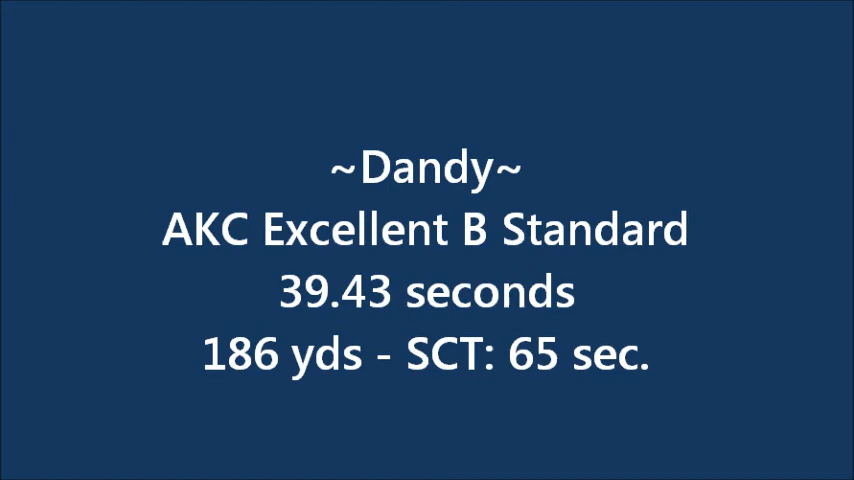 ~Dandy~
AKC Excellent B Standard
39.43 seconds
186 yds - SCT: 65 sec.